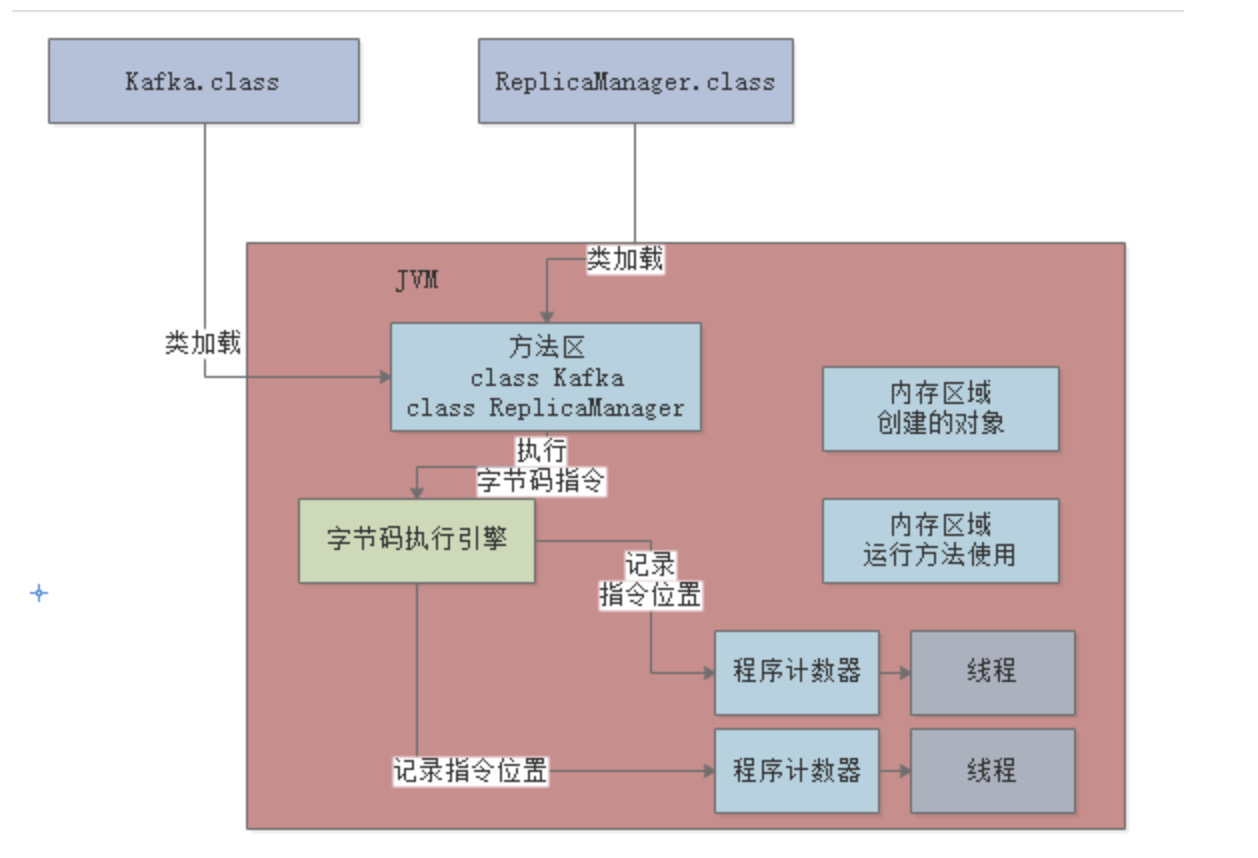 Kafka.class
ReplicaManager.class
类加载
JVM
类加载
方法区
class Kafka
class ReplicaManager
内存区域
创建的对象
执行
字节码指令
字节码执行引擎
内存区域
运行方法使用
记录
指令位置
程序计数器
线程
记录指令位置
程序计数器
线程